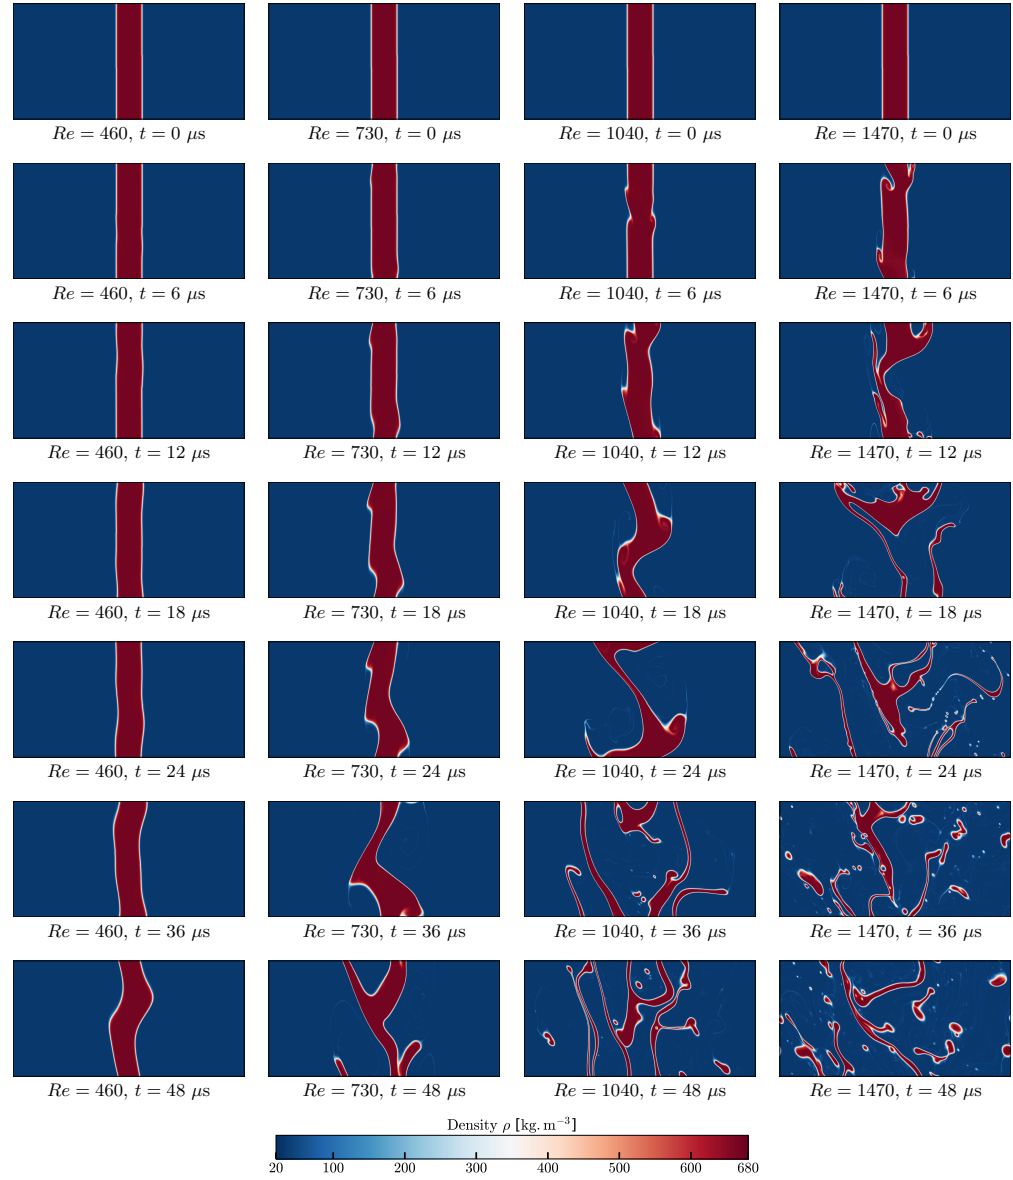 Re = 460, t = 0 μs
Re = 730, t = 0 μs
Re = 1040, t = 0 μs
Re = 1470, t = 0 μs
Re = 460, t = 6 μs
Re = 730, t = 6 μs
Re = 1040, t = 6 μs
Re = 1470, t = 6 μs
Re = 460, t = 12 μs
Re = 730, t = 12 μs
Re = 1040, t = 12 μs
Re = 1470, t = 12 μs
Re = 460, t = 18 μs
Re = 730, t = 18 μs
Re = 1040, t = 18 μs
Re = 1470, t = 18 μs
Re = 460, t = 24 μs
Re = 730, t = 24 μs
Re = 1040, t = 24 μs
Re = 1470, t = 24 μs
Re = 460, t = 36 μs
Re = 730, t = 36 μs
Re = 1040, t = 36 μs
Re = 1470, t = 36 μs
Re = 460, t = 48 μs
Re = 730, t = 48 μs
Re = 1040, t = 48 μs
Re = 1470, t = 48 μs
Density ρ [kg.m⁻³]
20 100 200 300 400 500 600 680